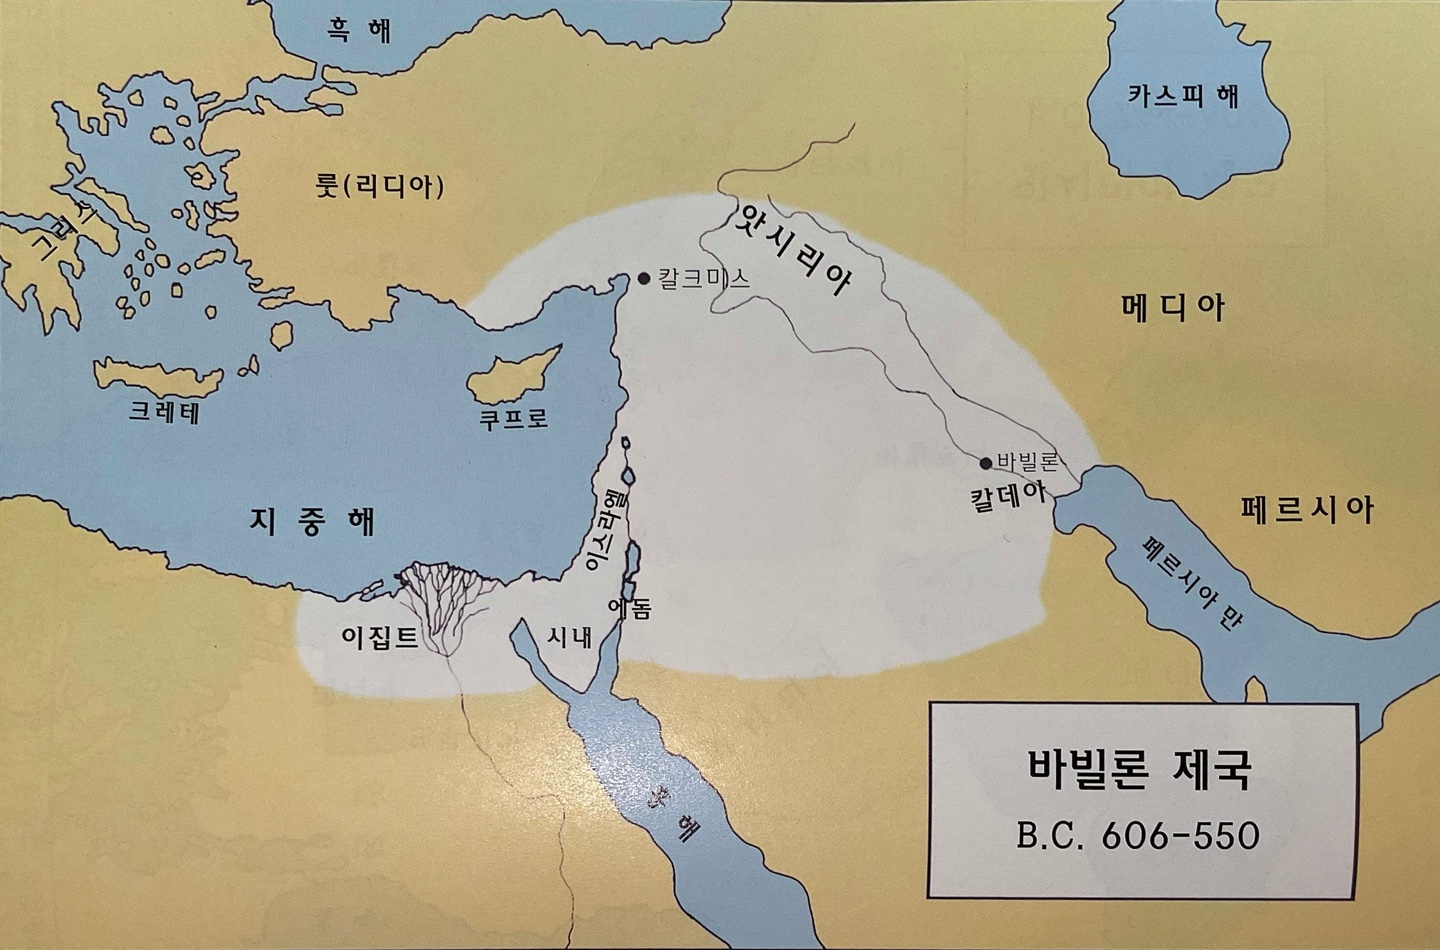 흑 해
카스피 해
룻(리디아)
그리스
앗시리아
칼크미스
메디아
크레테
쿠프로
바빌론
칼데아
페르시아
지 중 해
이스라엘
페르시아 만
에돔
이집트
시내
홍 해
바빌론 제국
B.C. 606-550